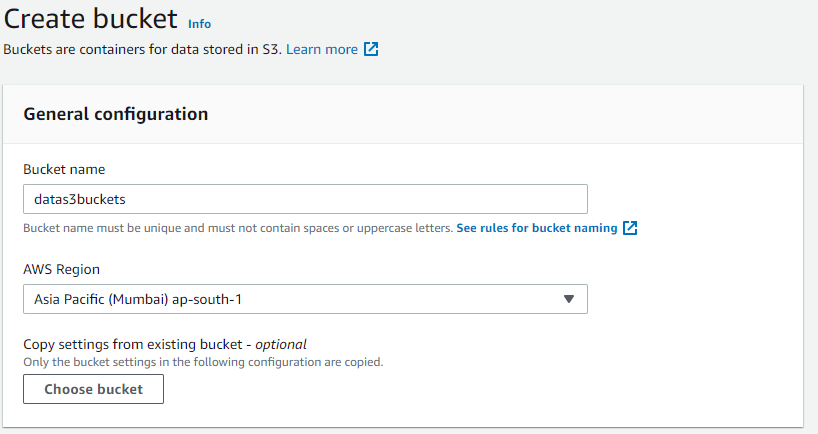 Create bucket Info
Buckets are containers for data stored in S3. Learn more
General configuration
Bucket name
datas3buckets
Bucket name must be unique and must not contain spaces or uppercase letters. See rules for bucket naming
AWS Region
Asia Pacific (Mumbai) ap-south-1
Copy settings from existing bucket - optional
Only the bucket settings in the following configuration are copied.
Choose bucket